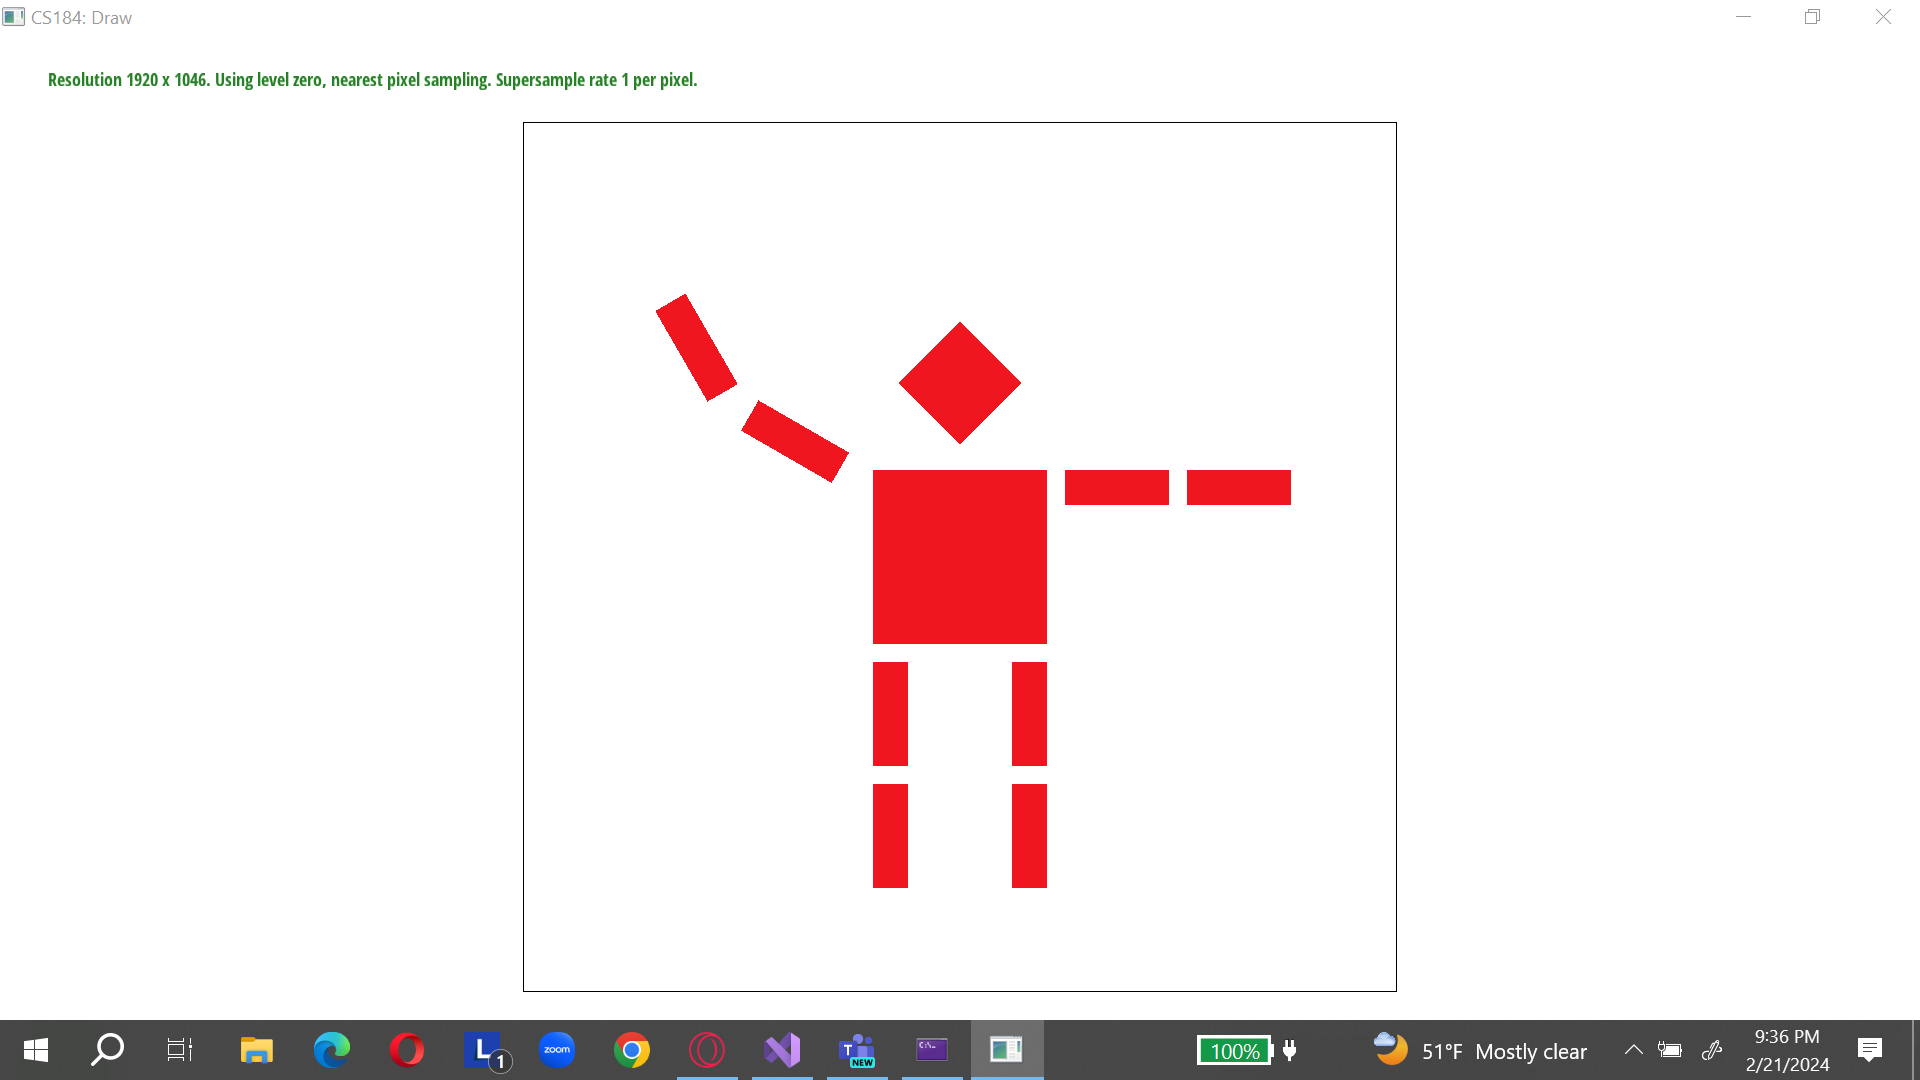 CS184: Draw
Resolution 1920 x 1046. Using level zero, nearest pixel sampling. Supersample rate 1 per pixel.
L 1
zoom
T NEW
C:\_
100%
51°F Mostly clear
9:36 PM
2/21/2024